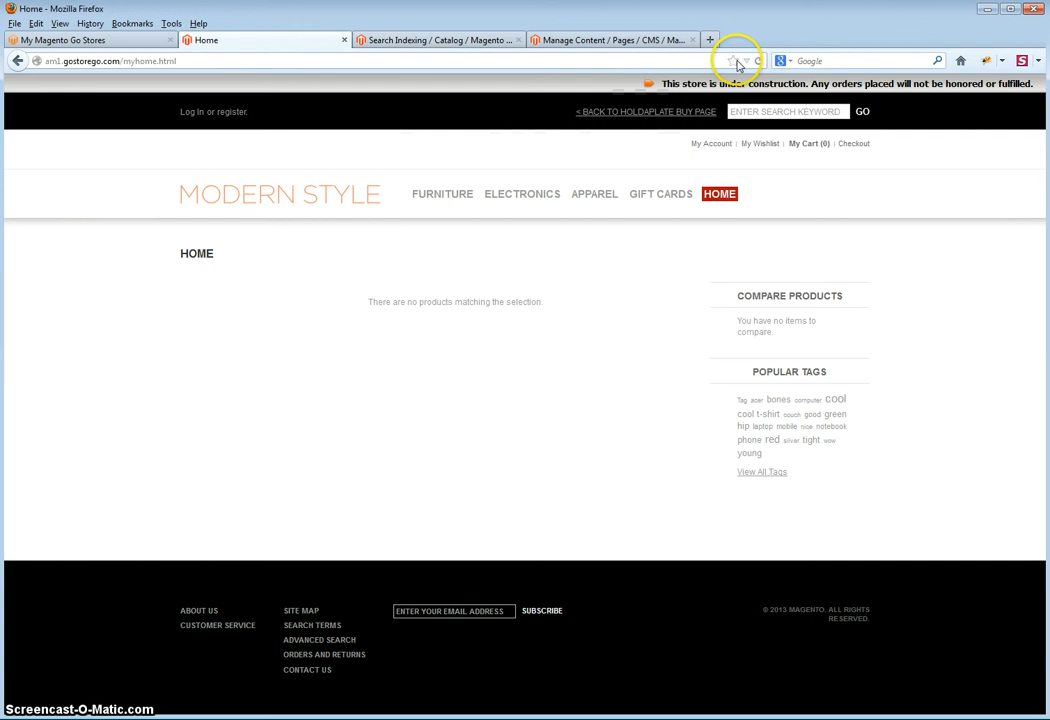 Home - Mozilla Firefox
File Edit View History Bookmarks Tools Help
My Magento Go Stores × Home × Search Indexing / Catalog / Magento ... × Manage Content / Pages / CMS / Ma... × +
am1.gostorego.com/myhome.html
Google
This store is under construction. Any orders placed will not be honored or fulfilled.
Log In or register.
< BACK TO HOLDAPLATE BUY PAGE
ENTER SEARCH KEYWORD GO
My Account | My Wishlist | My Cart (0) | Checkout
MODERN STYLE
FURNITURE ELECTRONICS APPAREL GIFT CARDS HOME
HOME
There are no products matching the selection.
COMPARE PRODUCTS
You have no items to
compare.
POPULAR TAGS
Tag acer bones computer cool
cool t-shirt couch good green
hip laptop mobile nice notebook
phone red silver tight wow
young
View All Tags
ABOUT US
CUSTOMER SERVICE
SITE MAP
SEARCH TERMS
ADVANCED SEARCH
ORDERS AND RETURNS
CONTACT US
ENTER YOUR EMAIL ADDRESS SUBSCRIBE
© 2013 MAGENTO. ALL RIGHTS
RESERVED.
Screencast-O-Matic.com